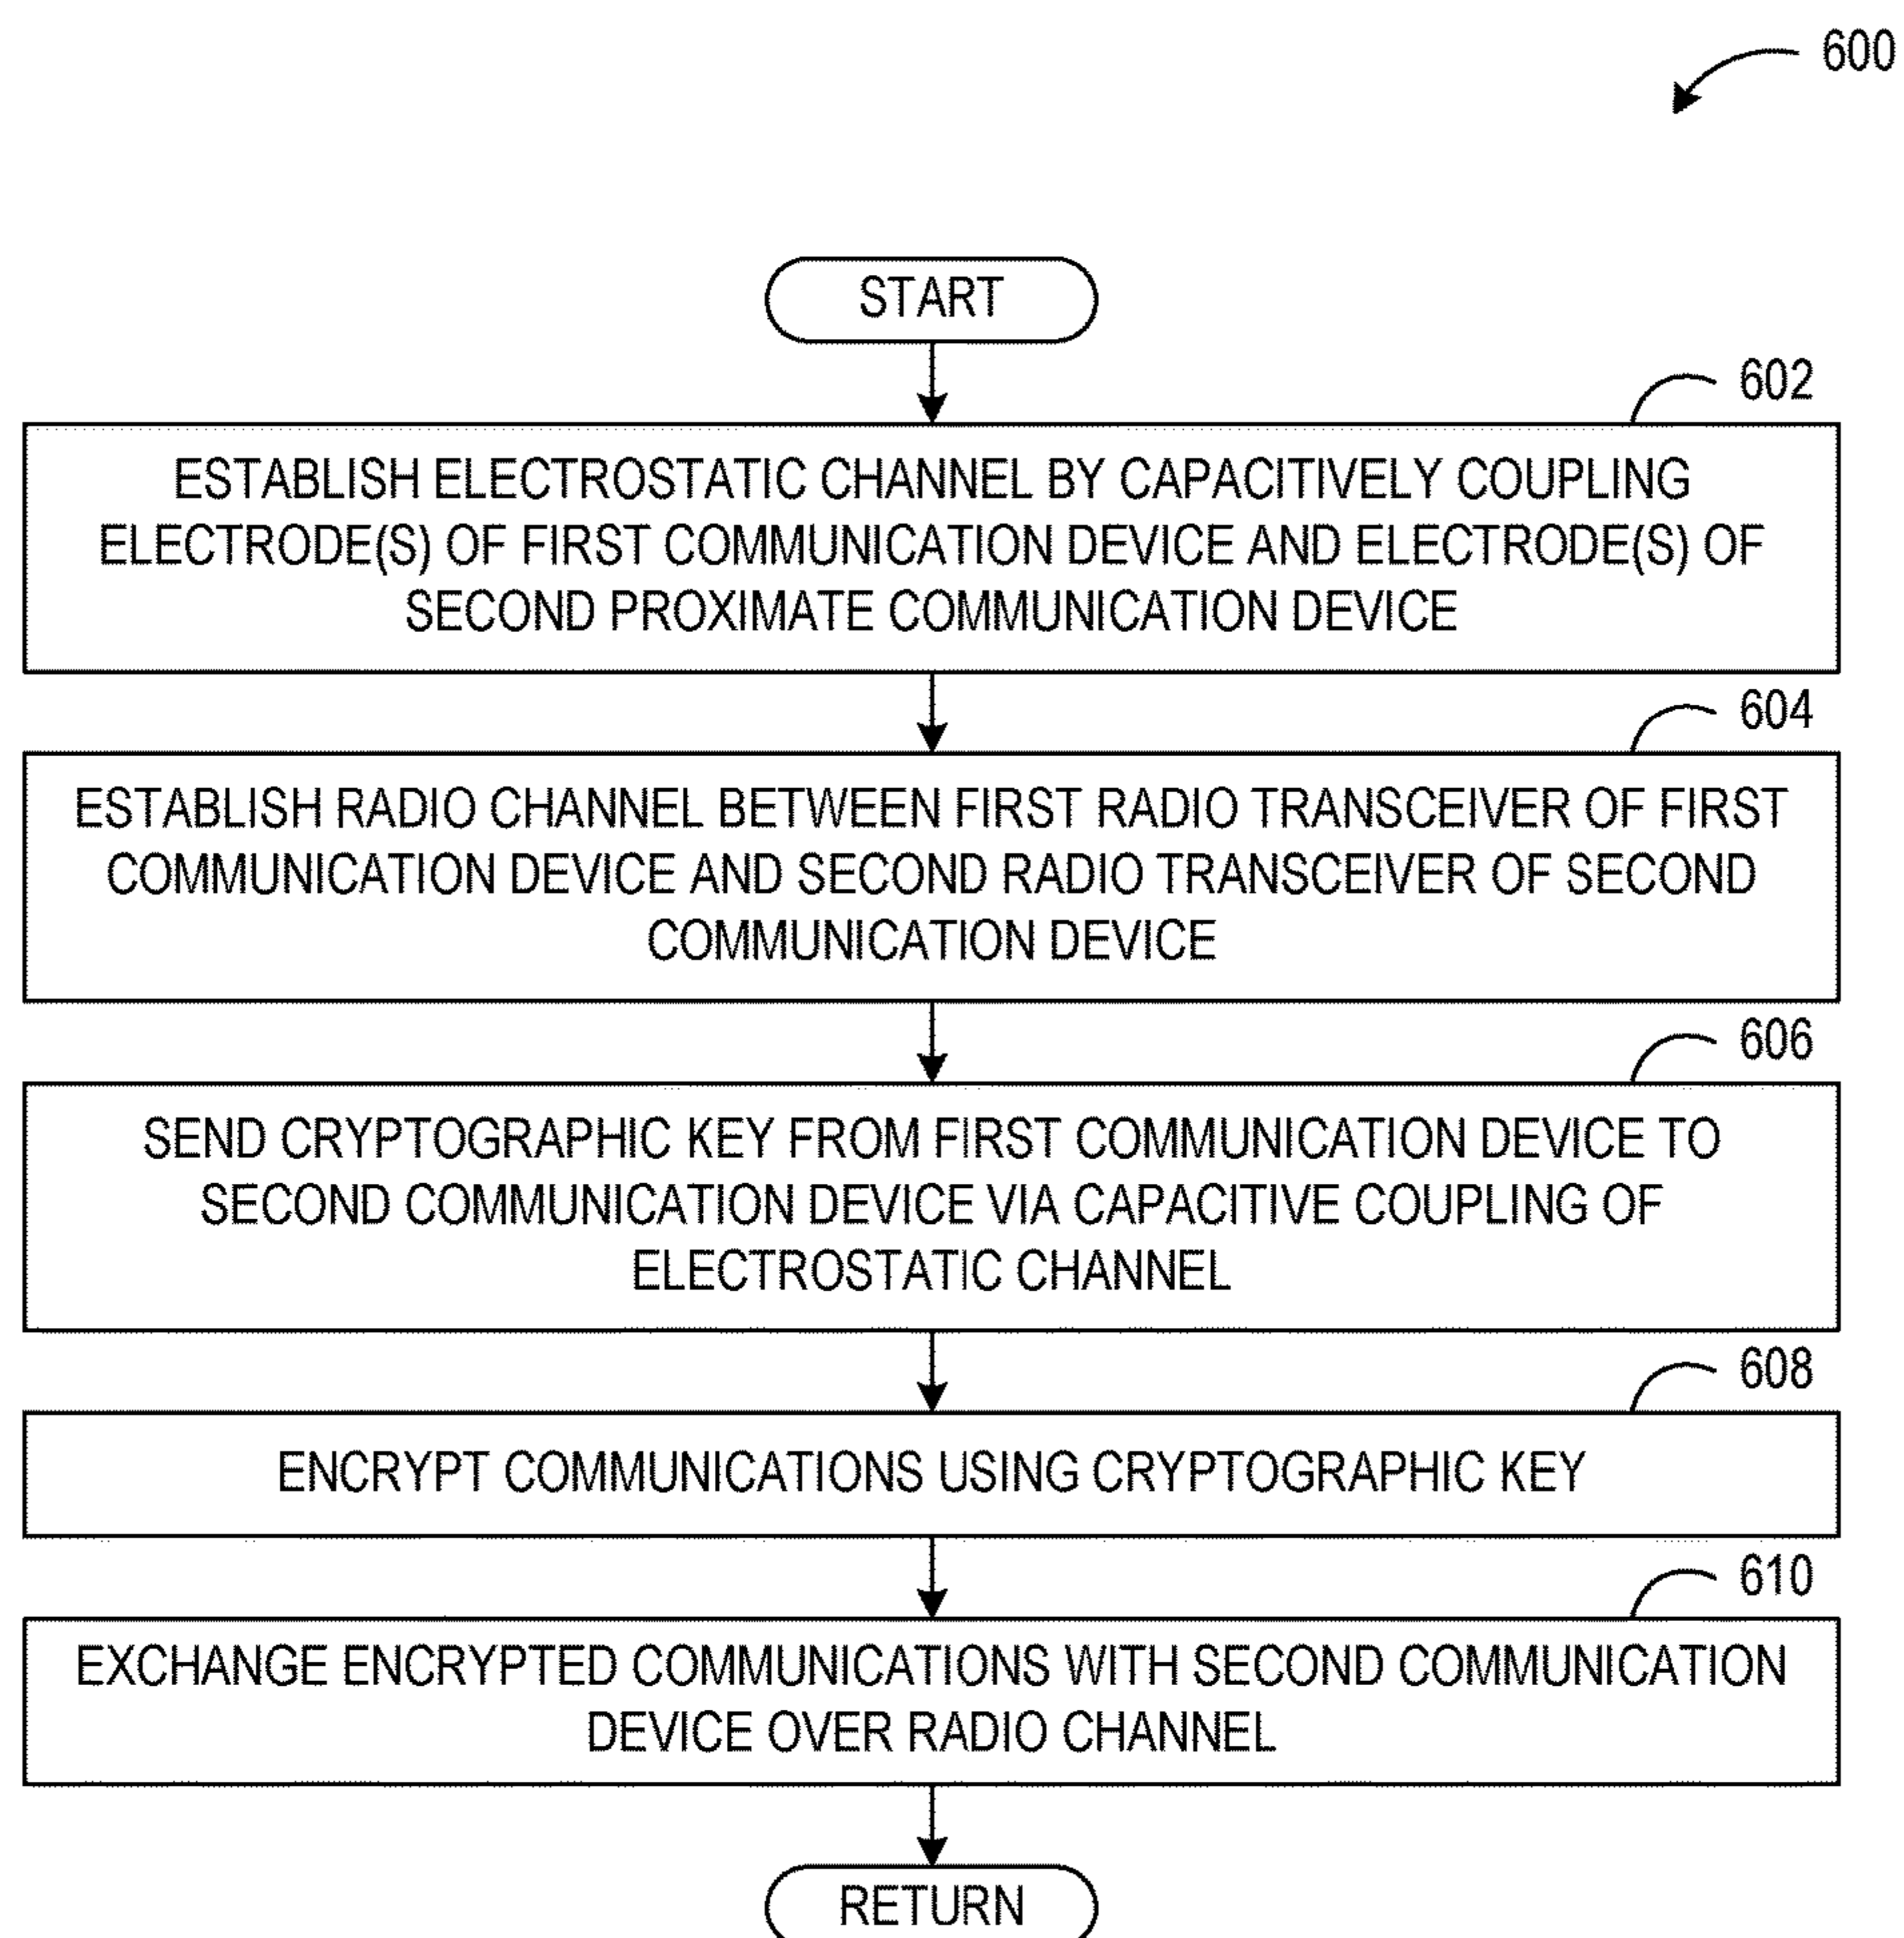 600
START
602
ESTABLISH ELECTROSTATIC CHANNEL BY CAPACITIVELY COUPLING
ELECTRODE(S) OF FIRST COMMUNICATION DEVICE AND ELECTRODE(S) OF
SECOND PROXIMATE COMMUNICATION DEVICE
604
ESTABLISH RADIO CHANNEL BETWEEN FIRST RADIO TRANSCEIVER OF FIRST
COMMUNICATION DEVICE AND SECOND RADIO TRANSCEIVER OF SECOND
COMMUNICATION DEVICE
606
SEND CRYPTOGRAPHIC KEY FROM FIRST COMMUNICATION DEVICE TO
SECOND COMMUNICATION DEVICE VIA CAPACITIVE COUPLING OF
ELECTROSTATIC CHANNEL
608
ENCRYPT COMMUNICATIONS USING CRYPTOGRAPHIC KEY
610
EXCHANGE ENCRYPTED COMMUNICATIONS WITH SECOND COMMUNICATION
DEVICE OVER RADIO CHANNEL
RETURN